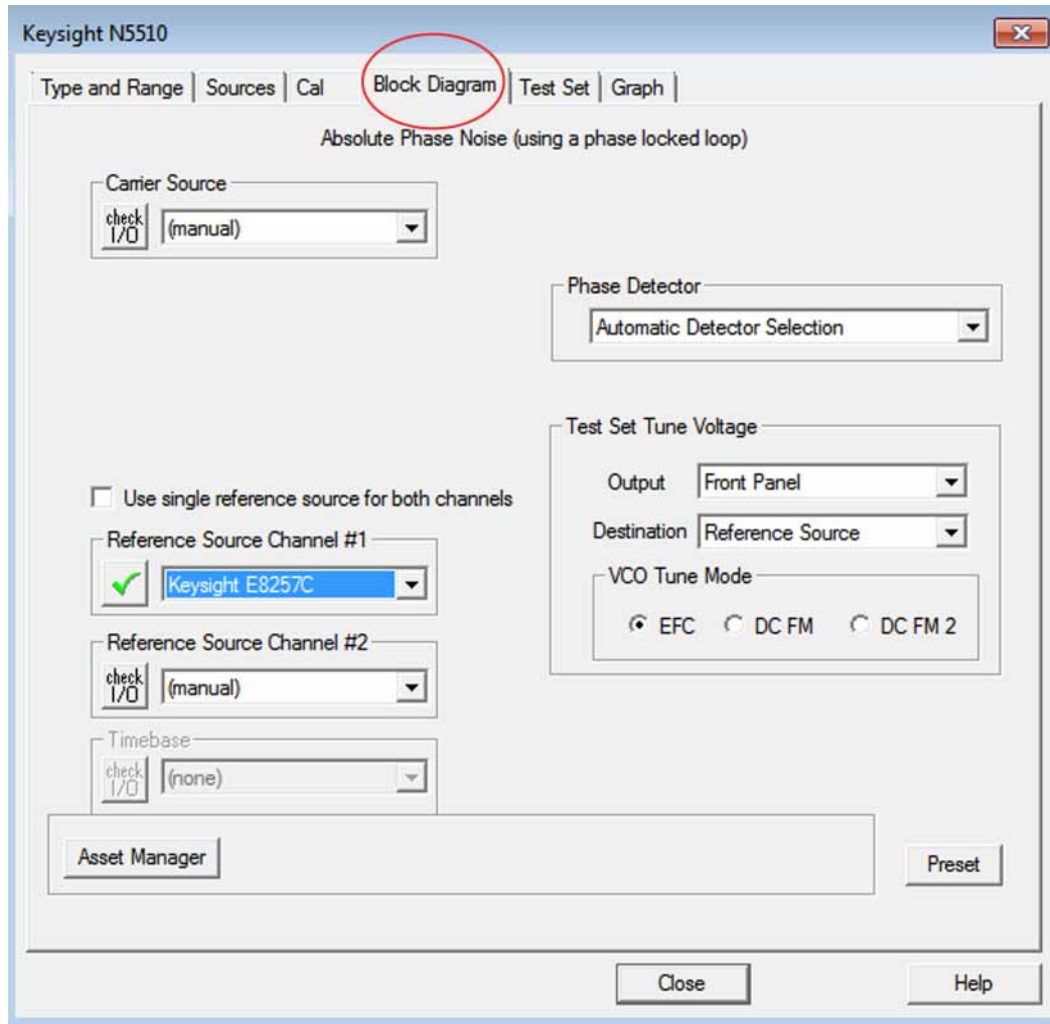 Keysight N5510
Type and Range Sources Cal Block Diagram Test Set Graph
Absolute Phase Noise (using a phase locked loop)
Carrier Source
check I/O (manual)
Phase Detector
Automatic Detector Selection
Test Set Tune Voltage
Output Front Panel
Destination Reference Source
VCO Tune Mode
EFC DC FM DC FM 2
Use single reference source for both channels
Reference Source Channel #1
Keysight E8257C
Reference Source Channel #2
check I/O (manual)
Timebase
check I/O (none)
Asset Manager
Preset
Close Help